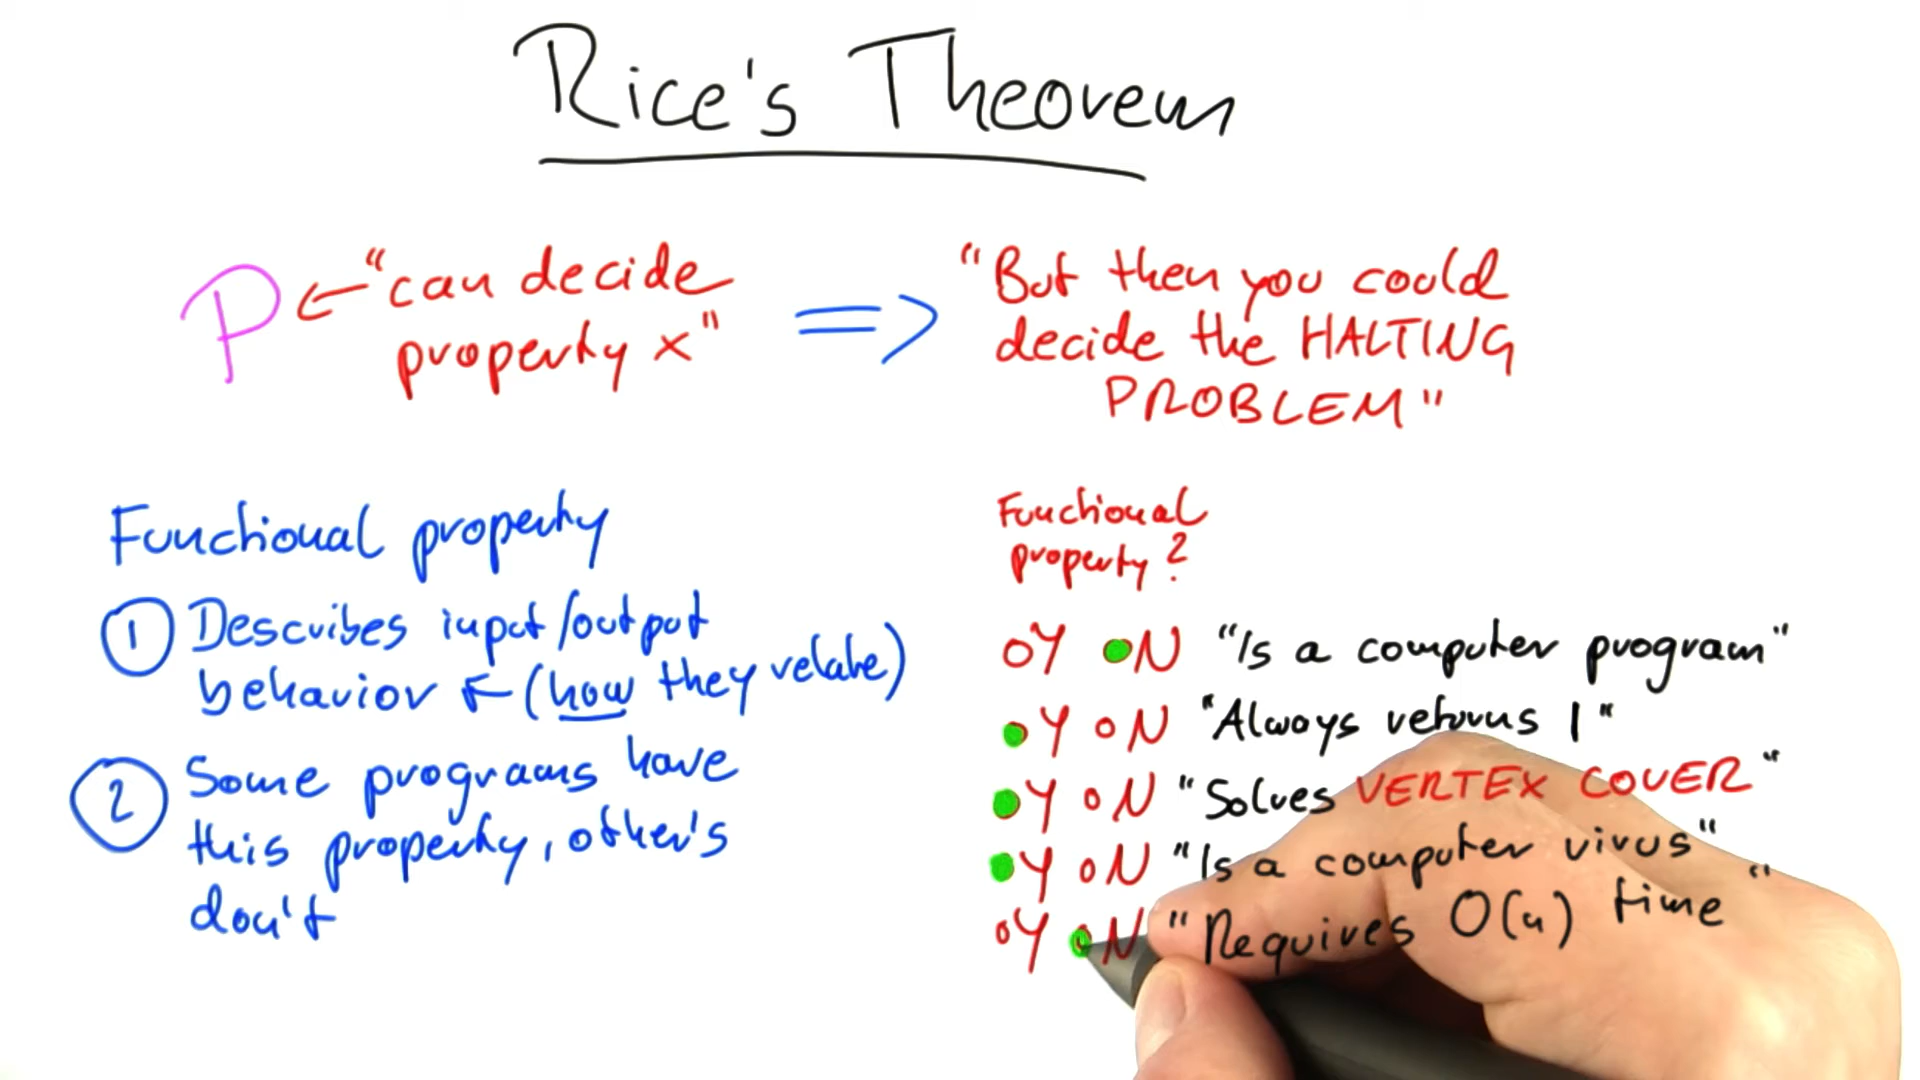 Rice's Theorem
P ← "can decide
property x"
=>
"But then you could
decide the HALTING
PROBLEM"
Functional property
1 Describes input/output
behavior ← (how they relate)
2 Some programs have
this property, other's
don't
Functional
property?
o Y o N "Is a computer program"
o Y o N "Always returns 1"
o Y o N "Solves VERTEX COVER"
o Y o N "Is a computer virus"
o Y o N "Requires O(n) time"